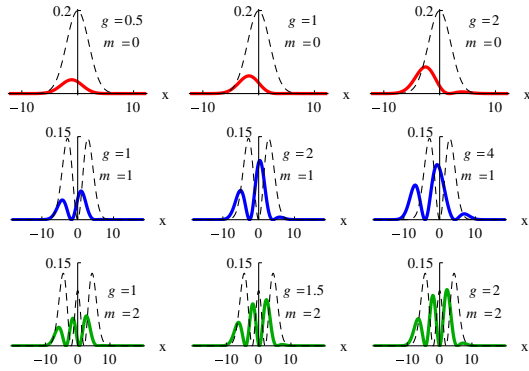 0.2 g = 0.5 0.2 g = 1 0.2 g = 2
m = 0 m = 0 m = 0
−10 10 x −10 10 x −10 10 x
0.15 g = 1 0.15 g = 2 0.15 g = 4
m = 1 m = 1 m = 1
−10 0 10 x −10 0 10 x −10 0 10 x
0.15 g = 1 0.15 g = 1.5 0.15 g = 2
m = 2 m = 2 m = 2
−10 0 10 x −10 0 10 x −10 0 10 x